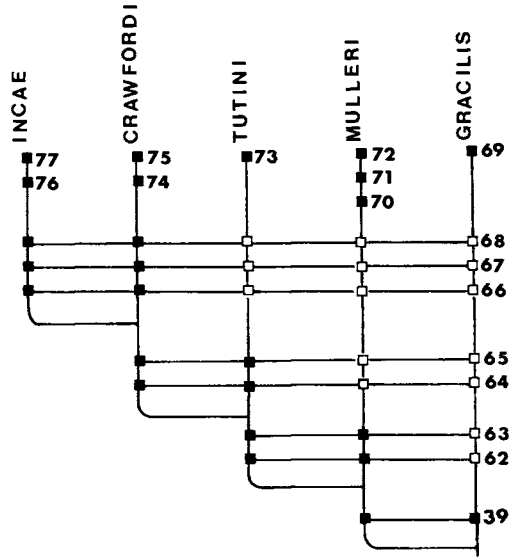 INCAE
CRAWFORDI
TUTINI
MULLERI
GRACILIS
77 75 73 72 69
76 74 71
70
68
67
66
65
64
63
62
39